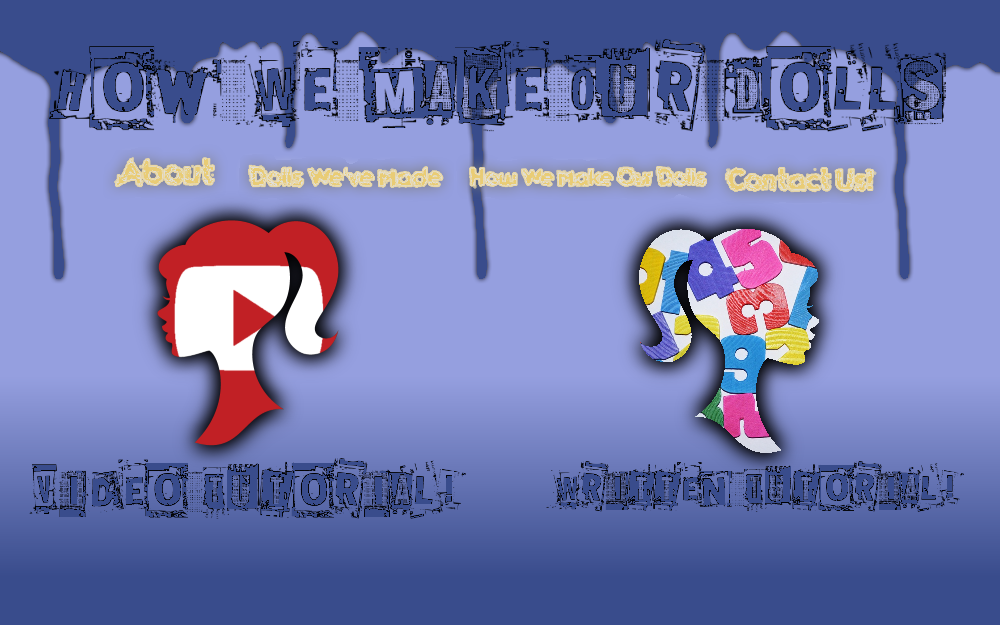 HOW WE MAKE OUR DOLLS
About Dolls We've Made How We Make Our Dolls Contact Us!
VIDEO TUTORIAL! WRITTEN TUTORIAL!